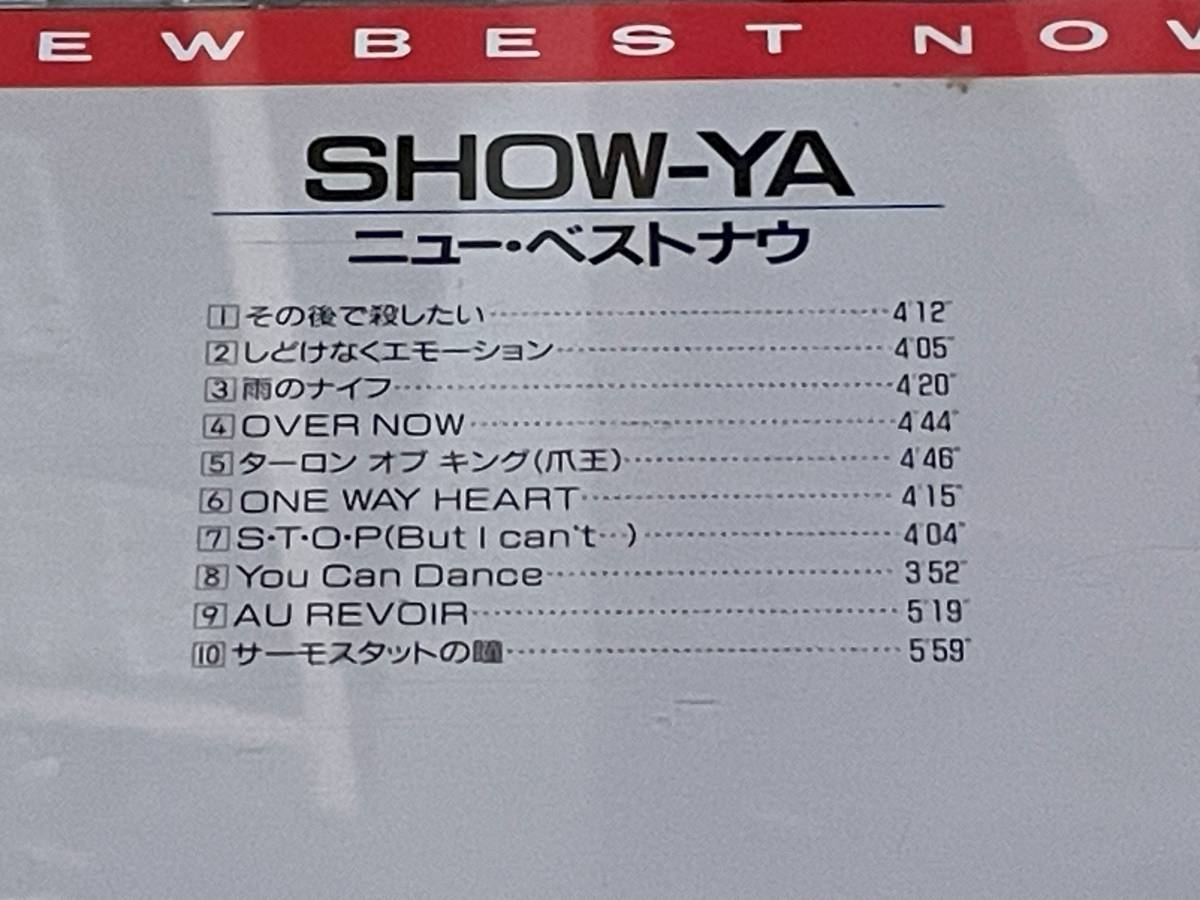 EW BEST NOW
SHOW-YA
ニュー・ベストナウ
1 その後で殺したい 4'12"
2 しどけなくエモーション 4'05"
3 雨のナイフ 4'20"
4 OVER NOW 4'44"
5 ターロン オブ キング(爪王) 4'46"
6 ONE WAY HEART 4'15"
7 S・T・O・P(But I can't…) 4'04"
8 You Can Dance 3'52"
9 AU REVOIR 5'19"
10 サーモスタットの瞳 5'59"